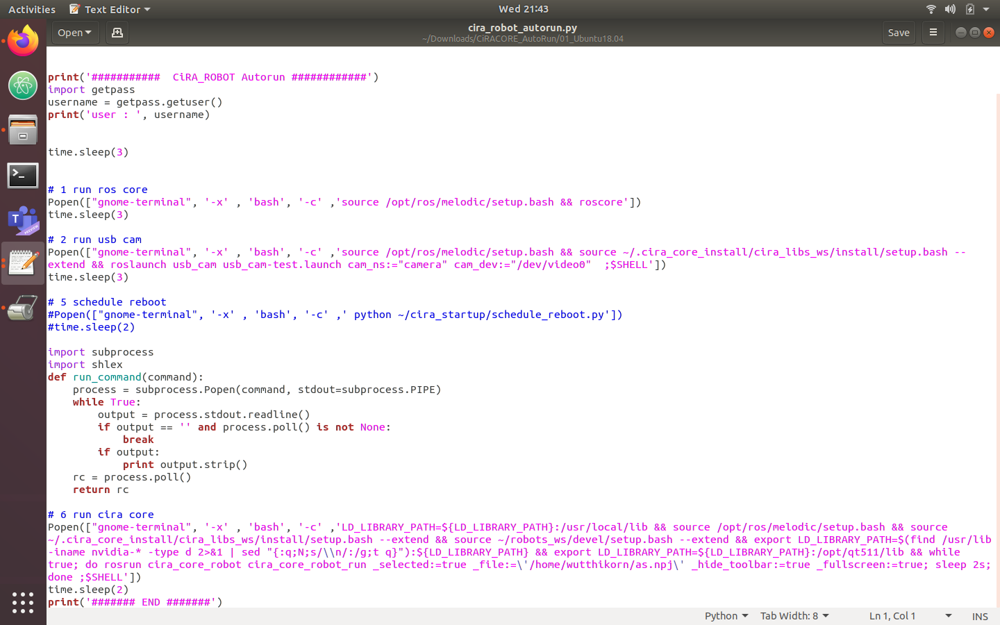 Activities
Text Editor
Wed 21:43
Open
cira_robot_autorun.py
~/Downloads/CiRACORE_AutoRun/01_Ubuntu18.04
Save
print('###########  CiRA_ROBOT Autorun ############')
import getpass
username = getpass.getuser()
print('user : ', username)
time.sleep(3)
# 1 run ros core
Popen(["gnome-terminal", '-x' , 'bash', '-c' ,'source /opt/ros/melodic/setup.bash && roscore'])
time.sleep(3)
# 2 run usb cam
Popen(["gnome-terminal", '-x' , 'bash', '-c' ,'source /opt/ros/melodic/setup.bash && source ~/.cira_core_install/cira_libs_ws/install/setup.bash --
extend && roslaunch usb_cam usb_cam-test.launch cam_ns:="camera" cam_dev:="/dev/video0"  ;$SHELL'])
time.sleep(3)
# 5 schedule reboot
#Popen(["gnome-terminal", '-x' , 'bash', '-c' ,' python ~/cira_startup/schedule_reboot.py'])
#time.sleep(2)
import subprocess
import shlex
def run_command(command):
    process = subprocess.Popen(command, stdout=subprocess.PIPE)
    while True:
        output = process.stdout.readline()
        if output == '' and process.poll() is not None:
            break
        if output:
            print output.strip()
    rc = process.poll()
    return rc
# 6 run cira core
Popen(["gnome-terminal", '-x' , 'bash', '-c' ,'LD_LIBRARY_PATH=${LD_LIBRARY_PATH}:/usr/local/lib && source /opt/ros/melodic/setup.bash && source
~/.cira_core_install/cira_libs_ws/install/setup.bash --extend && source ~/robots_ws/devel/setup.bash --extend && export LD_LIBRARY_PATH=$(find /usr/lib
-iname nvidia-* -type d 2>&1 | sed "{:q;N;s/\\n/:/g;t q}"):${LD_LIBRARY_PATH} && export LD_LIBRARY_PATH=${LD_LIBRARY_PATH}:/opt/qt511/lib && while
true; do rosrun cira_core_robot cira_core_robot_run _selected:=true _file:=\'/home/wutthikorn/as.npj\' _hide_toolbar:=true _fullscreen:=true; sleep 2s;
done ;$SHELL'])
time.sleep(2)
print('####### END #######')
Python
Tab Width: 8
Ln 1, Col 1
INS
T
PREVIEW